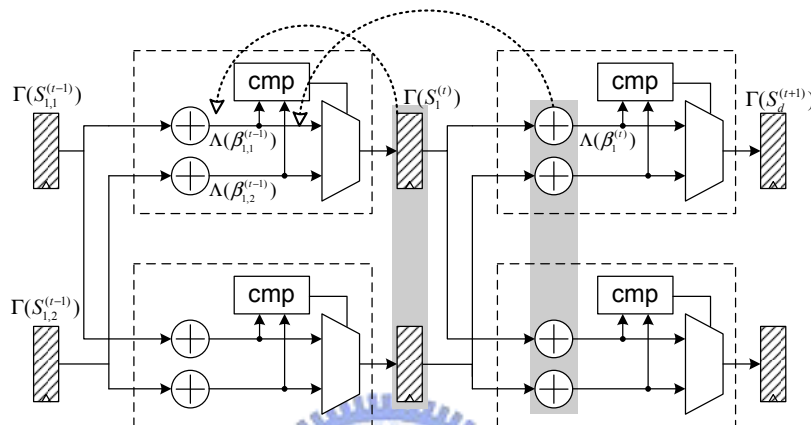 Γ(S_{1,1}^{(t-1)})
cmp
Γ(S_1^{(t)})
cmp
Γ(S_d^{(t+1)})
Λ(β_{1,1}^{(t-1)})
Λ(β_1^{(t)})
Λ(β_{1,2}^{(t-1)})
Γ(S_{1,2}^{(t-1)})
cmp
cmp